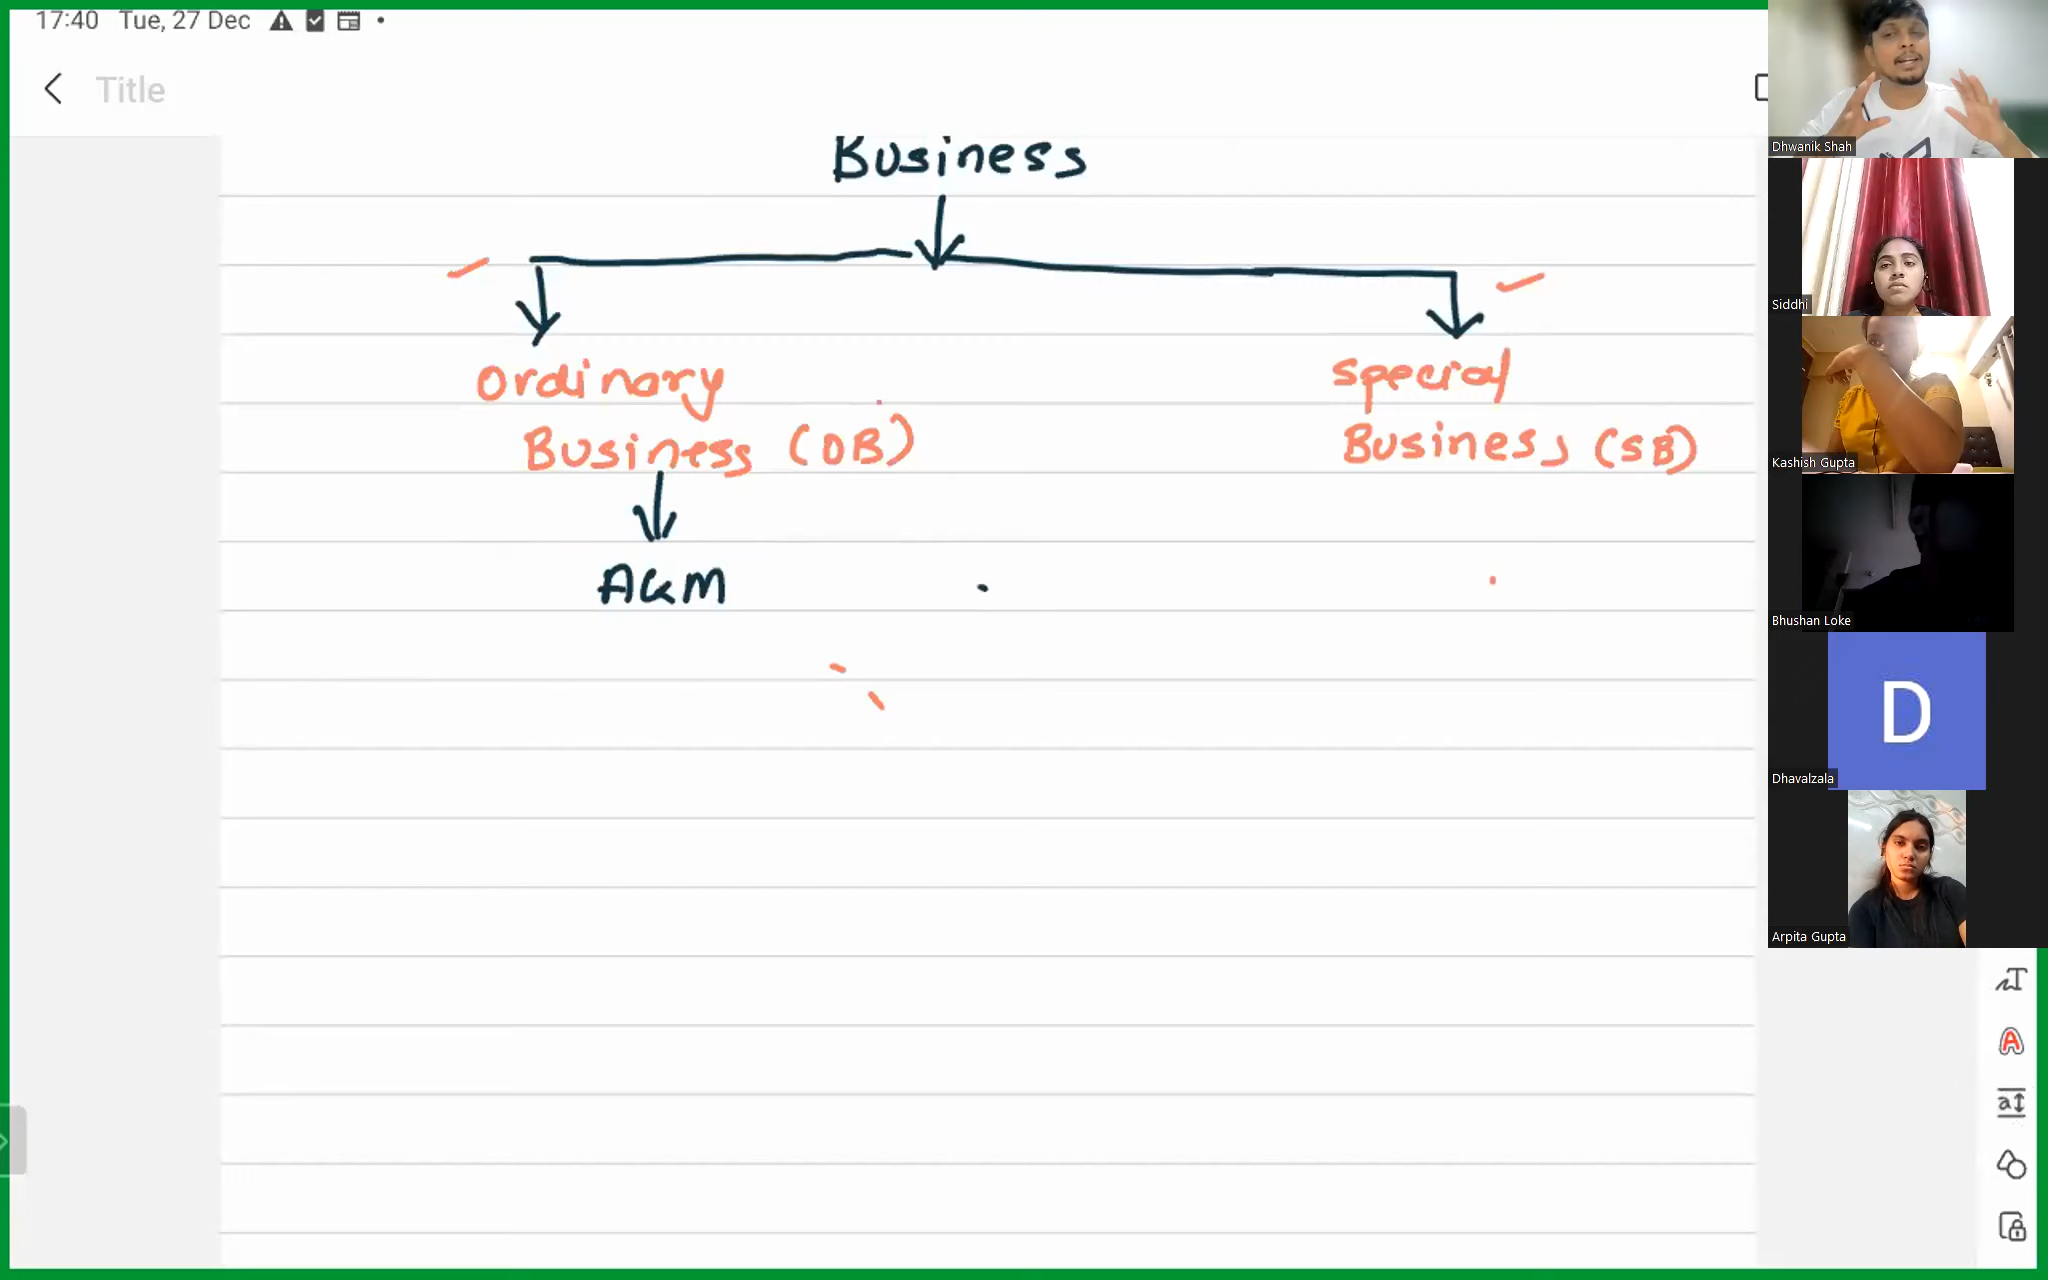 17:40 Tue, 27 Dec
Title
Business
Ordinary
Business (OB)
Special
Business (SB)
AGM
Dhwanik Shah
Siddhi
Kashish Gupta
Bhushan Loke
D
Dhavalzala
Arpita Gupta
T
A
a